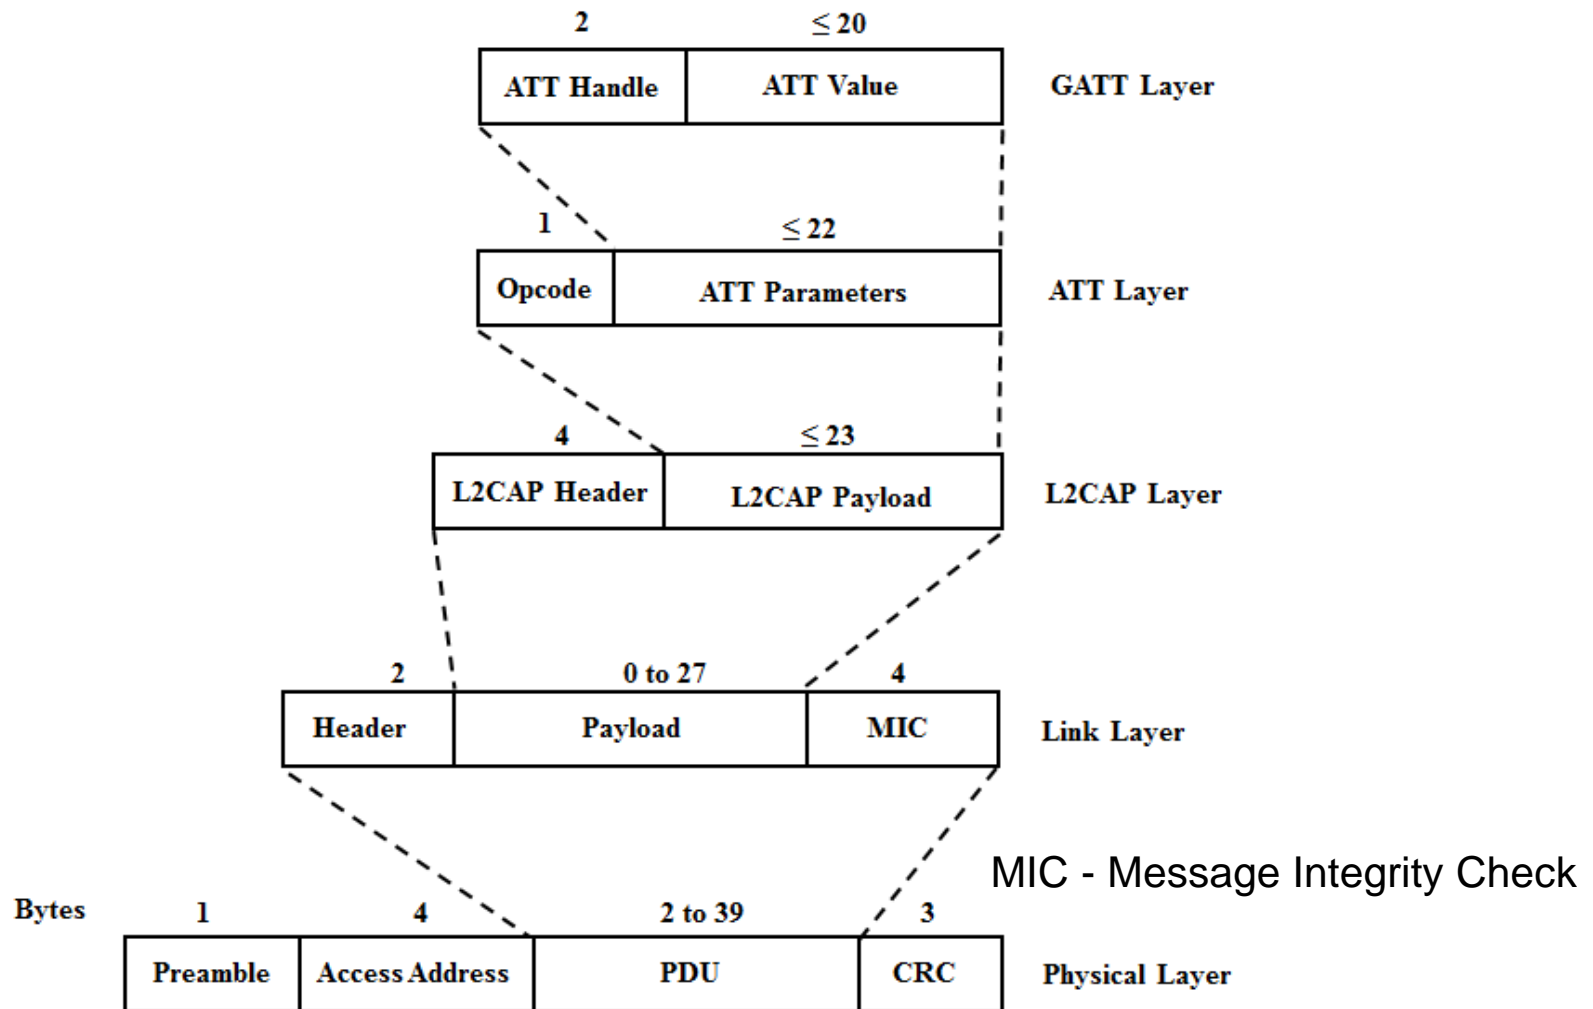 2 ≤ 20
ATT Handle ATT Value GATT Layer
1 ≤ 22
Opcode ATT Parameters ATT Layer
4 ≤ 23
L2CAP Header L2CAP Payload L2CAP Layer
2 0 to 27 4
Header Payload MIC Link Layer
MIC - Message Integrity Check
Bytes 1 4 2 to 39 3
Preamble Access Address PDU CRC Physical Layer